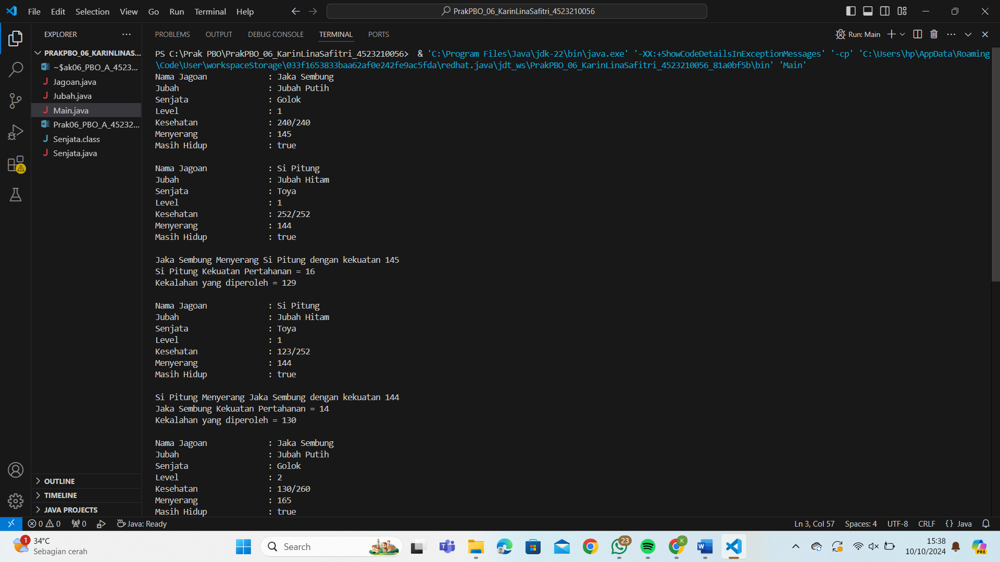 File Edit Selection View Go Run Terminal Help
PrakPBO_06_KarinLinaSafitri_4523210056
EXPLORER
PRAKPBO_06_KARINLINAS...
~$ak06_PBO_A_4523...
Jagoan.java
Jubah.java
Main.java
Prak06_PBO_A_45232...
Senjata.class
Senjata.java
OUTLINE
TIMELINE
JAVA PROJECTS
PROBLEMS OUTPUT DEBUG CONSOLE TERMINAL PORTS
Run: Main
PS C:\Prak PBO\PrakPBO_06_KarinLinaSafitri_4523210056> & 'C:\Program Files\Java\jdk-22\bin\java.exe' '-XX:+ShowCodeDetailsInExceptionMessages' '-cp' 'C:\Users\hp\AppData\Roaming
\Code\User\workspaceStorage\033f1653833baa62af0e242fe9ac5fda\redhat.java\jdt_ws\PrakPBO_06_KarinLinaSafitri_4523210056_81a0bf5b\bin' 'Main'
Nama Jagoan : Jaka Sembung
Jubah : Jubah Putih
Senjata : Golok
Level : 1
Kesehatan : 240/240
Menyerang : 145
Masih Hidup : true
Nama Jagoan : Si Pitung
Jubah : Jubah Hitam
Senjata : Toya
Level : 1
Kesehatan : 252/252
Menyerang : 144
Masih Hidup : true
Jaka Sembung Menyerang Si Pitung dengan kekuatan 145
Si Pitung Kekuatan Pertahanan = 16
Kekalahan yang diperoleh = 129
Nama Jagoan : Si Pitung
Jubah : Jubah Hitam
Senjata : Toya
Level : 1
Kesehatan : 123/252
Menyerang : 144
Masih Hidup : true
Si Pitung Menyerang Jaka Sembung dengan kekuatan 144
Jaka Sembung Kekuatan Pertahanan = 14
Kekalahan yang diperoleh = 130
Nama Jagoan : Jaka Sembung
Jubah : Jubah Putih
Senjata : Golok
Level : 2
Kesehatan : 130/260
Menyerang : 165
Masih Hidup : true
0 0 0 Java: Ready
Ln 3, Col 57 Spaces: 4 UTF-8 CRLF {} Java
1
34°C
Sebagian cerah
Search
23
K
15:38
10/10/2024
PRE